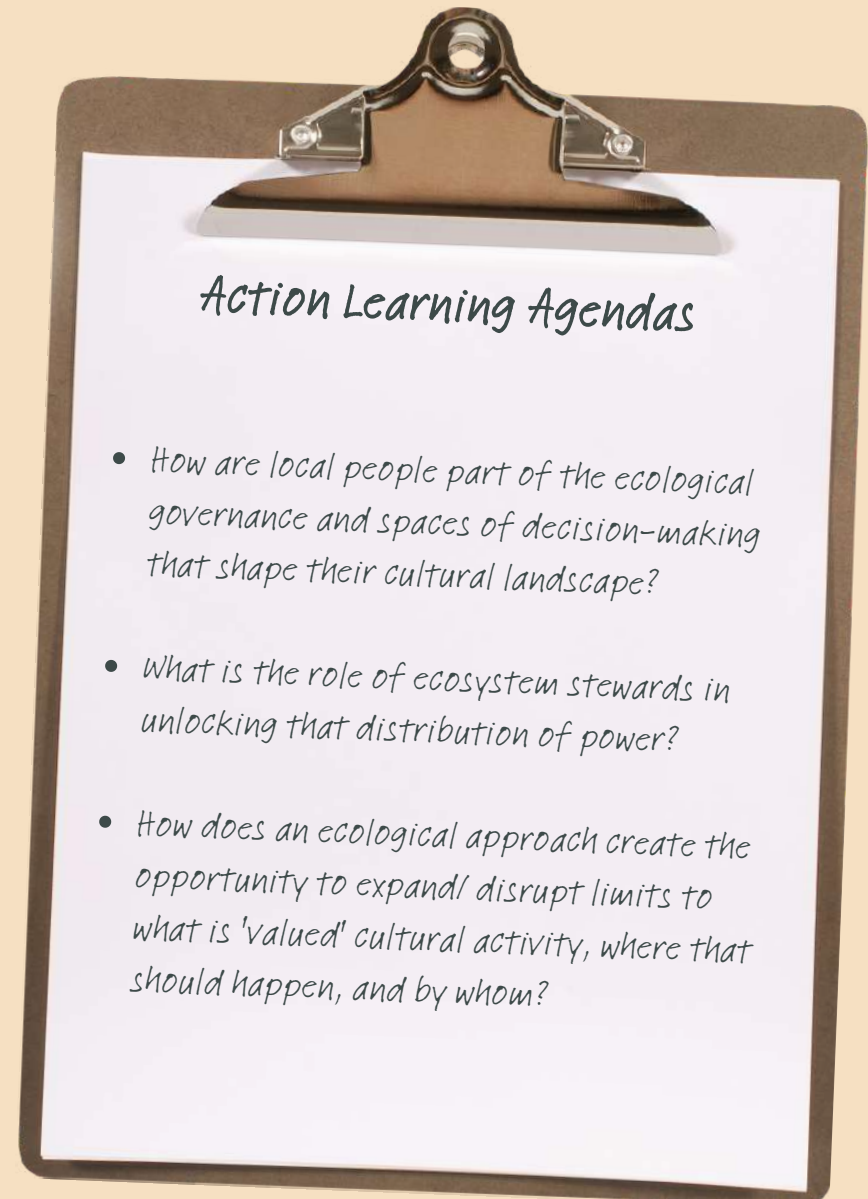 Action Learning Agendas
• How are local people part of the ecological
governance and spaces of decision-making
that shape their cultural landscape?
• What is the role of ecosystem stewards in
unlocking that distribution of power?
• How does an ecological approach create the
opportunity to expand/ disrupt limits to
what is 'valued' cultural activity, where that
should happen, and by whom?